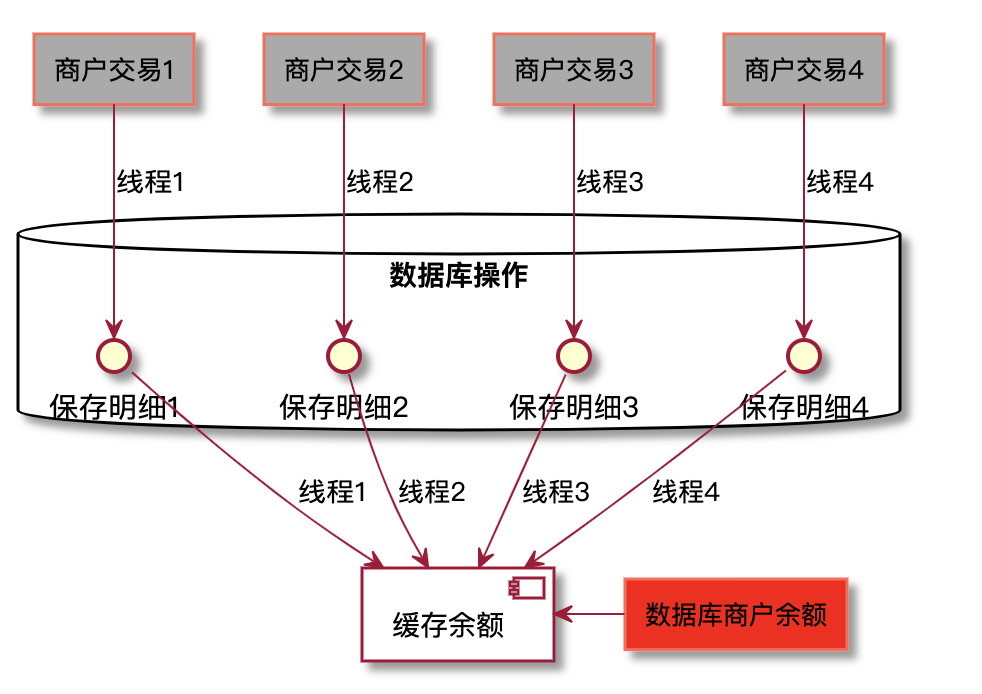 商户交易1
商户交易2
商户交易3
商户交易4
线程1
线程2
线程3
线程4
数据库操作
保存明细1
保存明细2
保存明细3
保存明细4
线程1
线程2
线程3
线程4
缓存余额
数据库商户余额